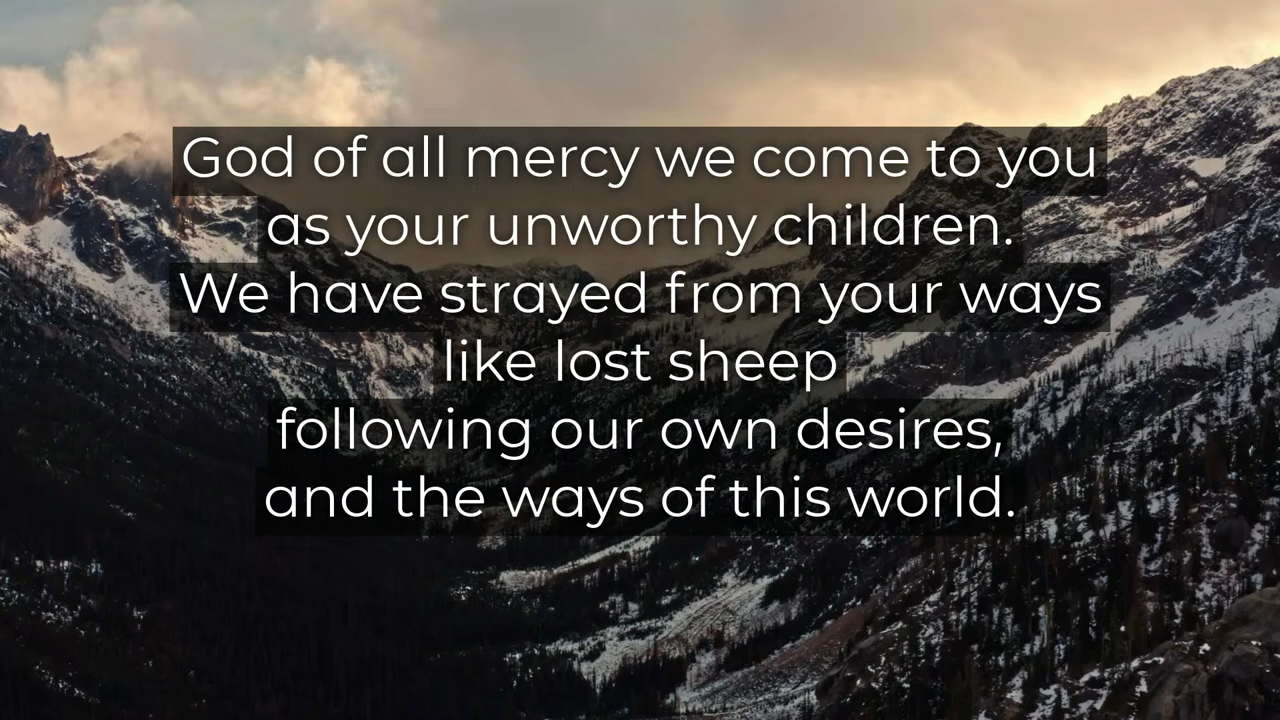 God of all mercy we come to you
as your unworthy children.
We have strayed from your ways
like lost sheep
following our own desires,
and the ways of this world.